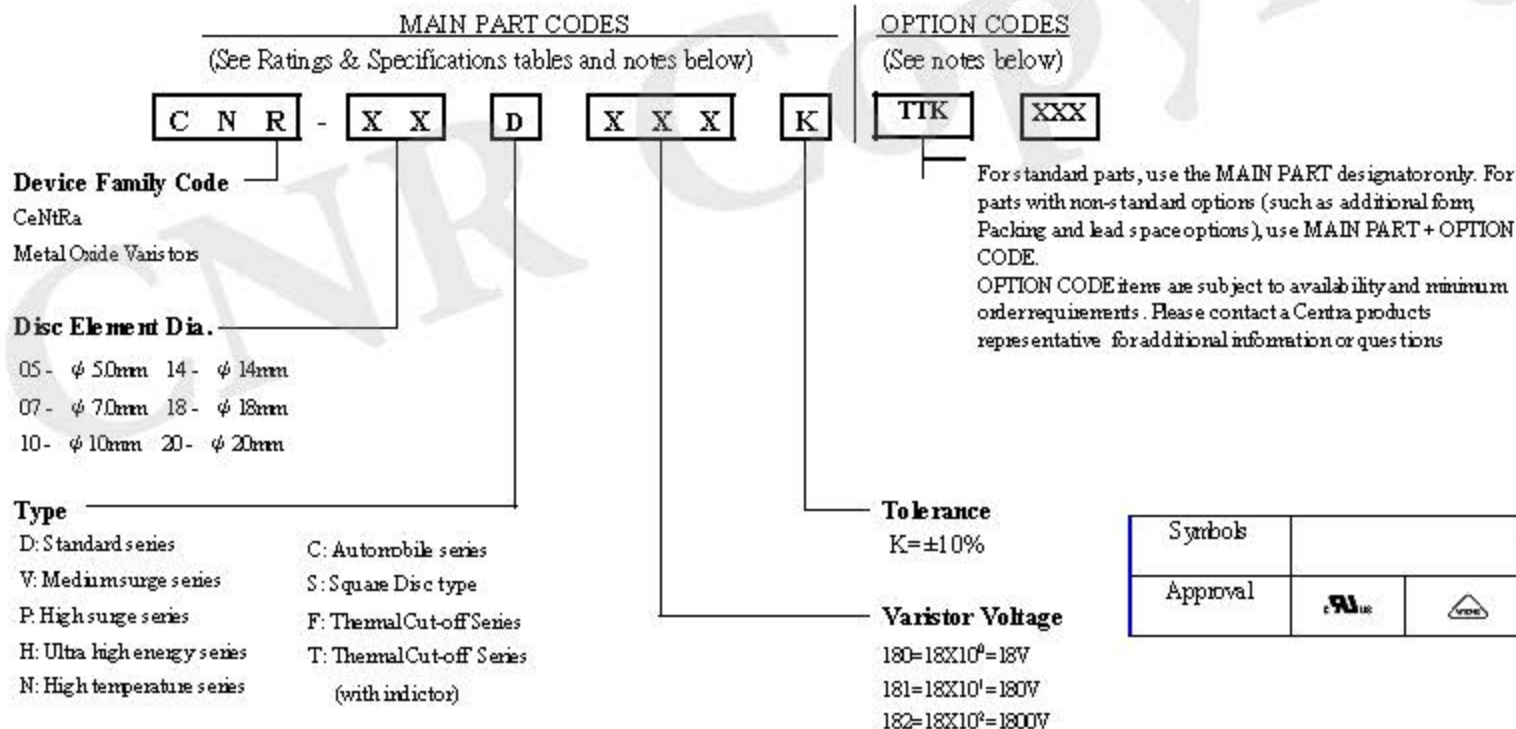 MAIN PART CODES
OPTION CODES
(See Ratings & Specifications tables and notes below)
(See notes below)
C N R - X X D X X X K TTK XXX
Device Family Code
CeNtRa
Metal Oxide Varistors
For standard parts, use the MAIN PART designator only. For
parts with non-standard options (such as additional form,
Packing and lead space options), use MAIN PART + OPTION
CODE.
OPTION CODE items are subject to availability and minimum
order requirements. Please contact a Centra products
representative for additional information or questions
Disc Element Dia.
05 - φ 5.0mm 14 - φ 14mm
07 - φ 7.0mm 18 - φ 18mm
10 - φ 10mm 20 - φ 20mm
Type
D: Standard series
V: Medium surge series
P: High surge series
H: Ultra high energy series
N: High temperature series
C: Automobile series
S: Square Disc type
F: Thermal Cut-off Series
T: Thermal Cut-off Series
(with indictor)
Tolerance
K=±10%
Varistor Voltage
180=18X10⁰=18V
181=18X10¹=180V
182=18X10²=1800V
Symbols
Approval
c RU us
VDE
CNR Copy